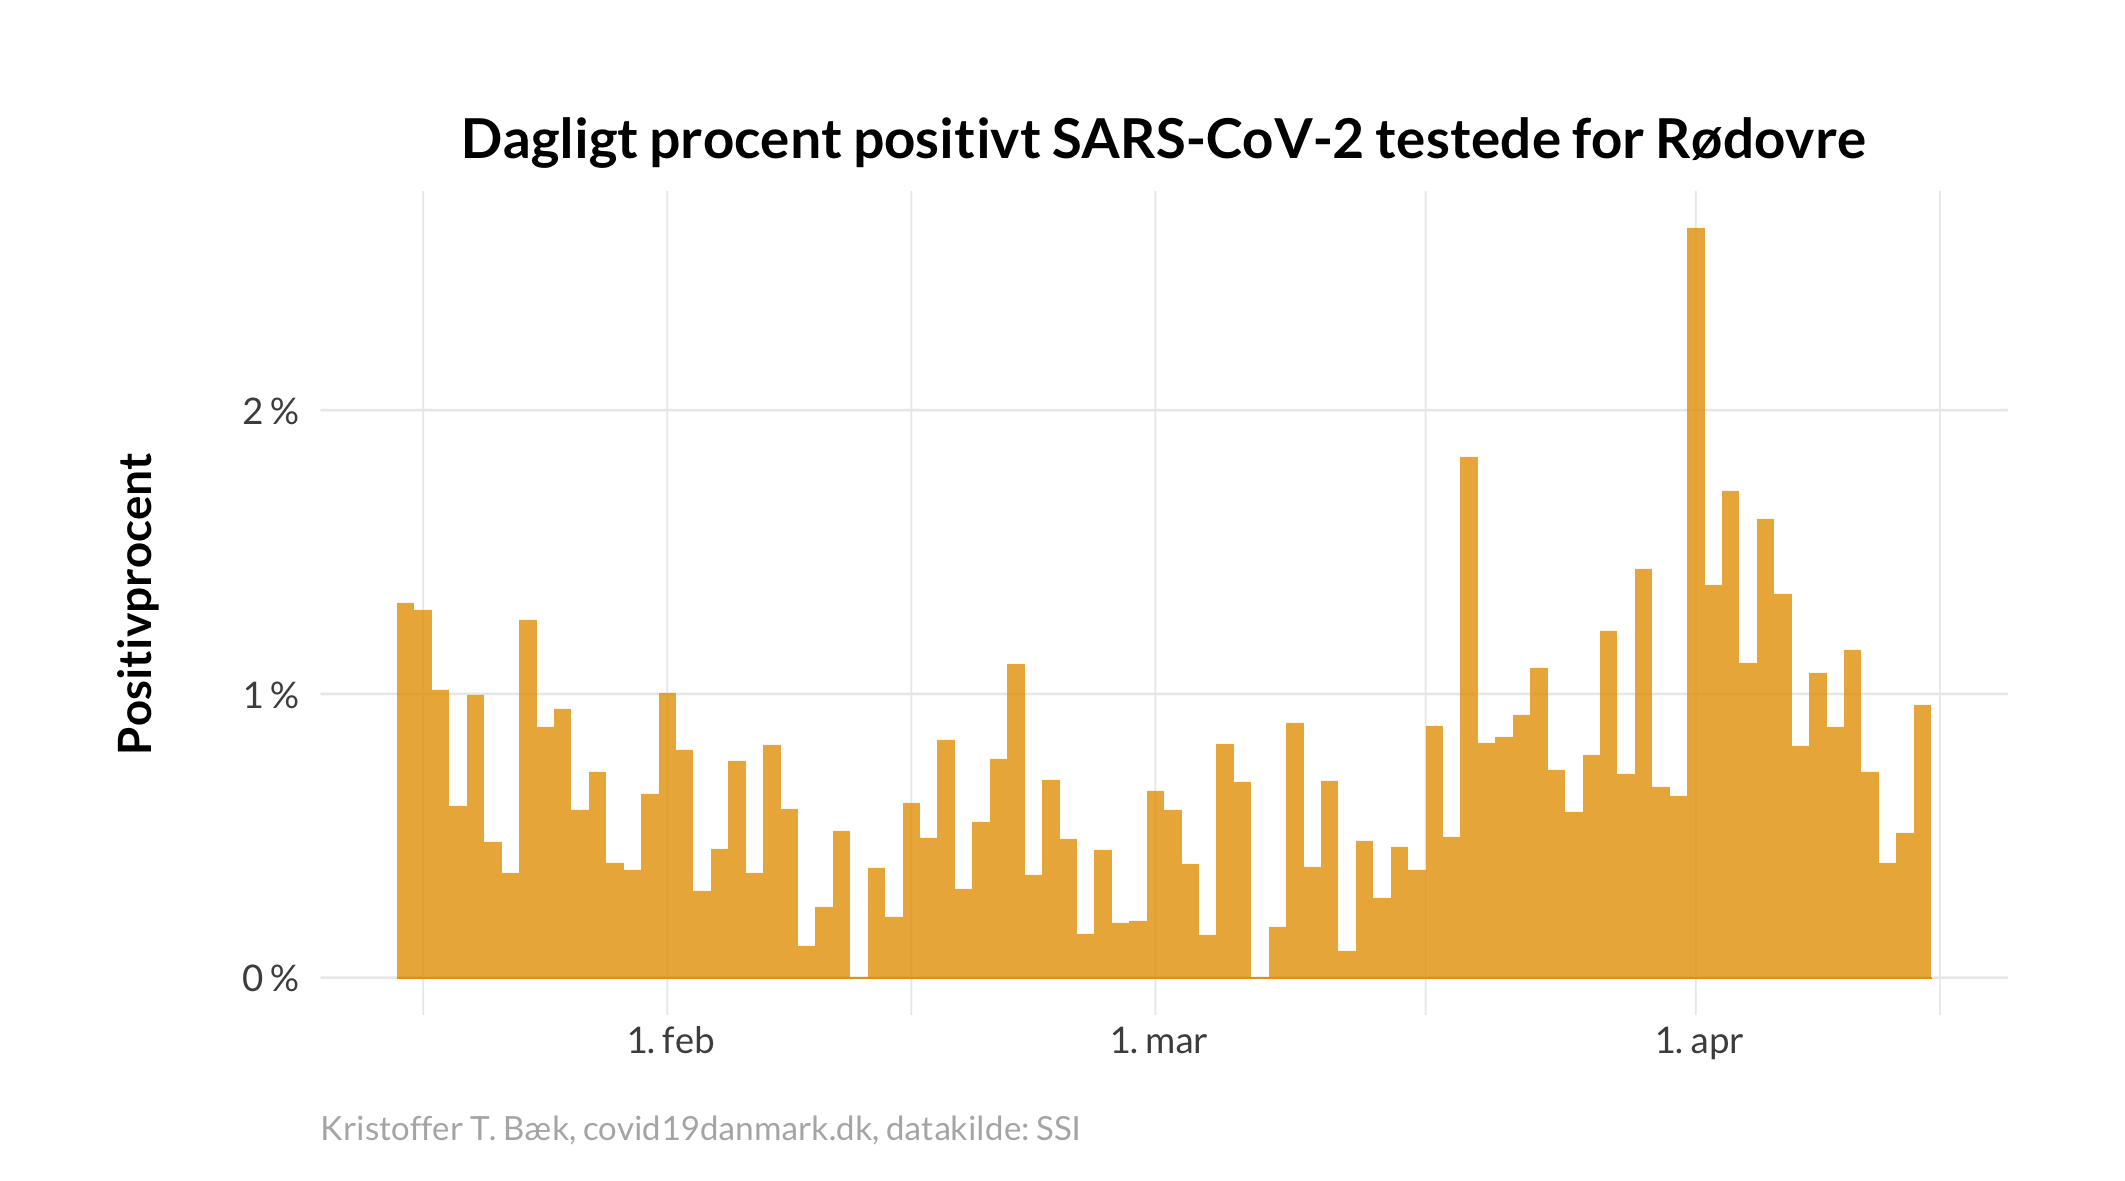 Dagligt procent positivt SARS-CoV-2 testede for Rødovre
Positivprocent
2 %
1 %
0 %
1. feb
1. mar
1. apr
Kristoffer T. Bæk, covid19danmark.dk, datakilde: SSI